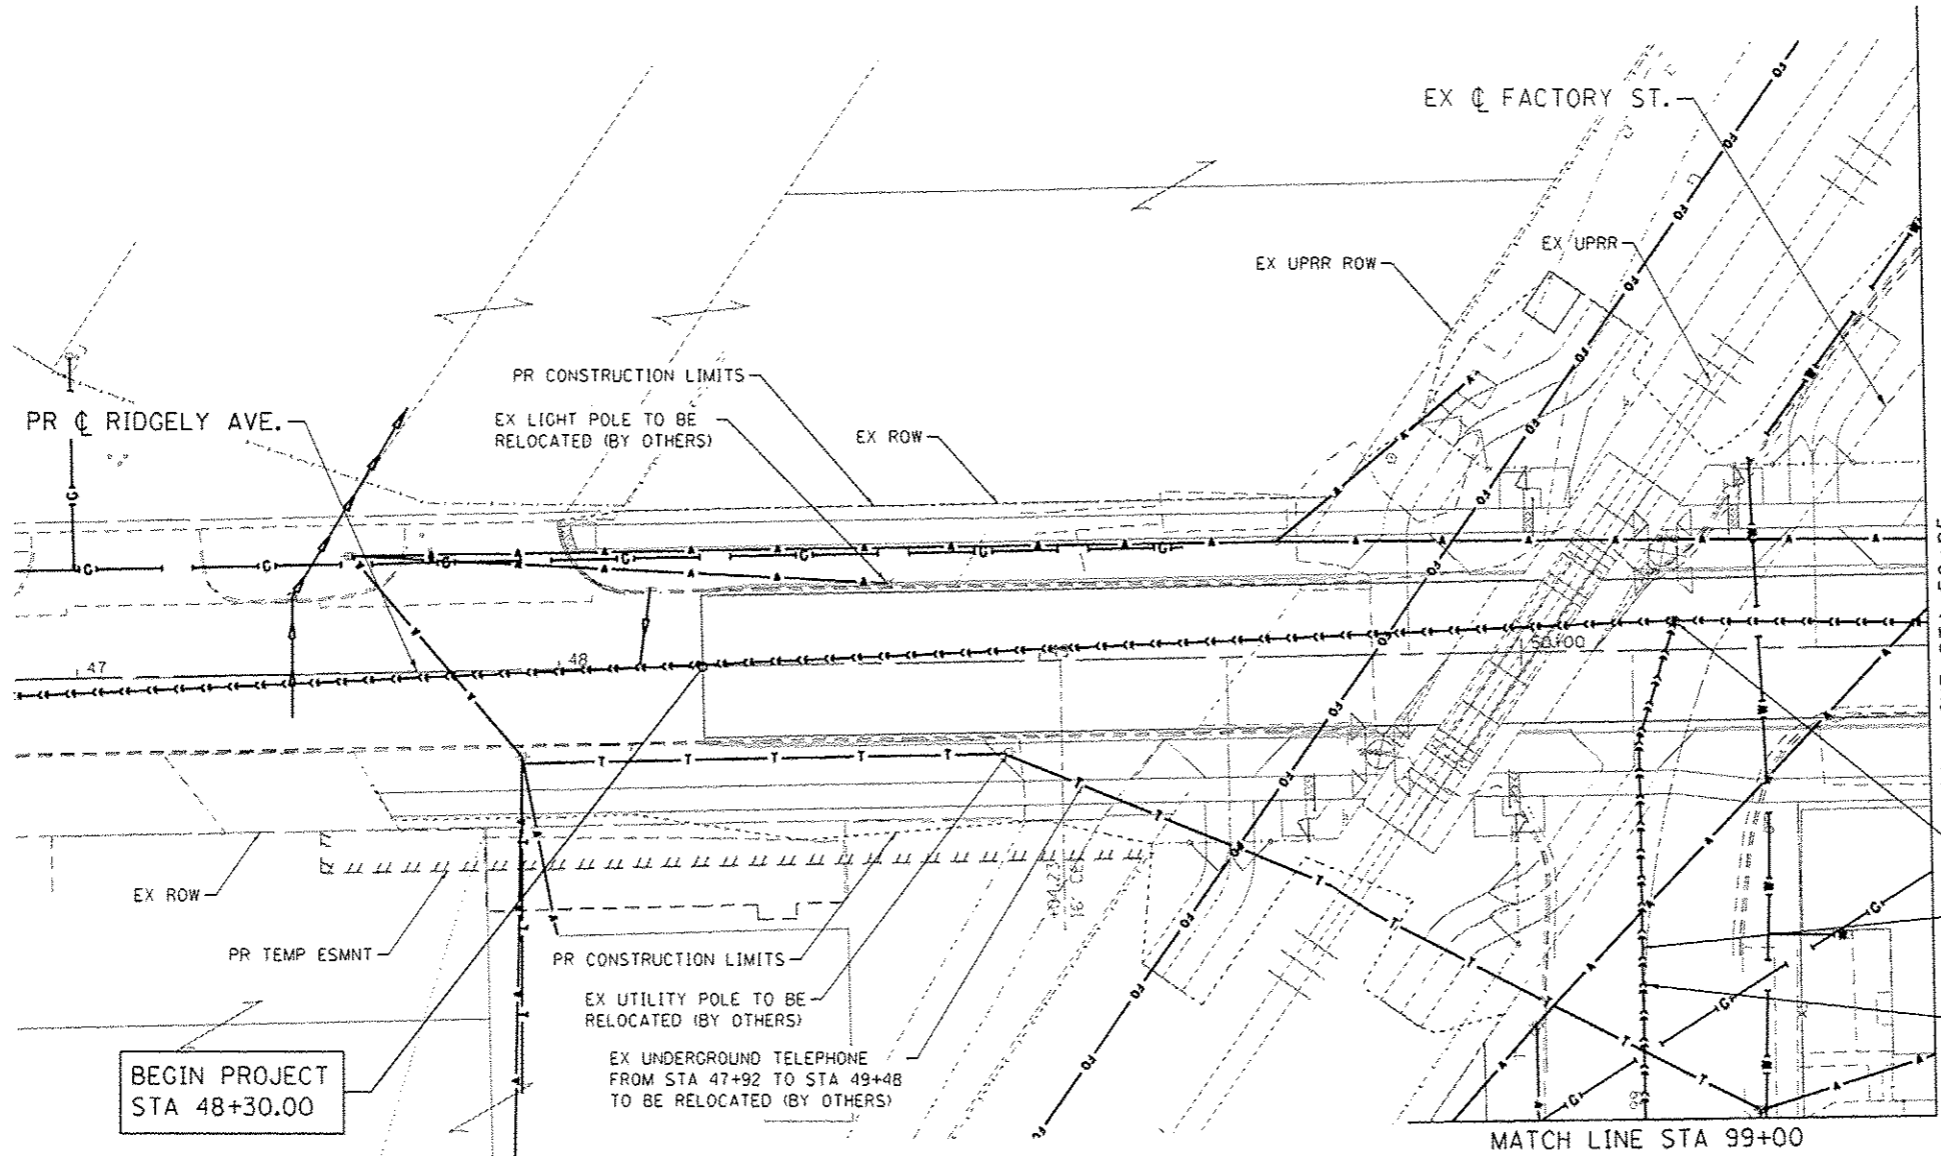 EX ℄ FACTORY ST.
EX UPRR
EX UPRR ROW
PR CONSTRUCTION LIMITS
EX LIGHT POLE TO BE
RELOCATED (BY OTHERS)
EX ROW
PR ℄ RIDGELY AVE.
47
48
50+00
EX ROW
PR TEMP ESMNT
PR CONSTRUCTION LIMITS
EX UTILITY POLE TO BE
RELOCATED (BY OTHERS)
EX UNDERGROUND TELEPHONE
FROM STA 47+92 TO STA 49+48
TO BE RELOCATED (BY OTHERS)
BEGIN PROJECT
STA 48+30.00
MATCH LINE STA 99+00